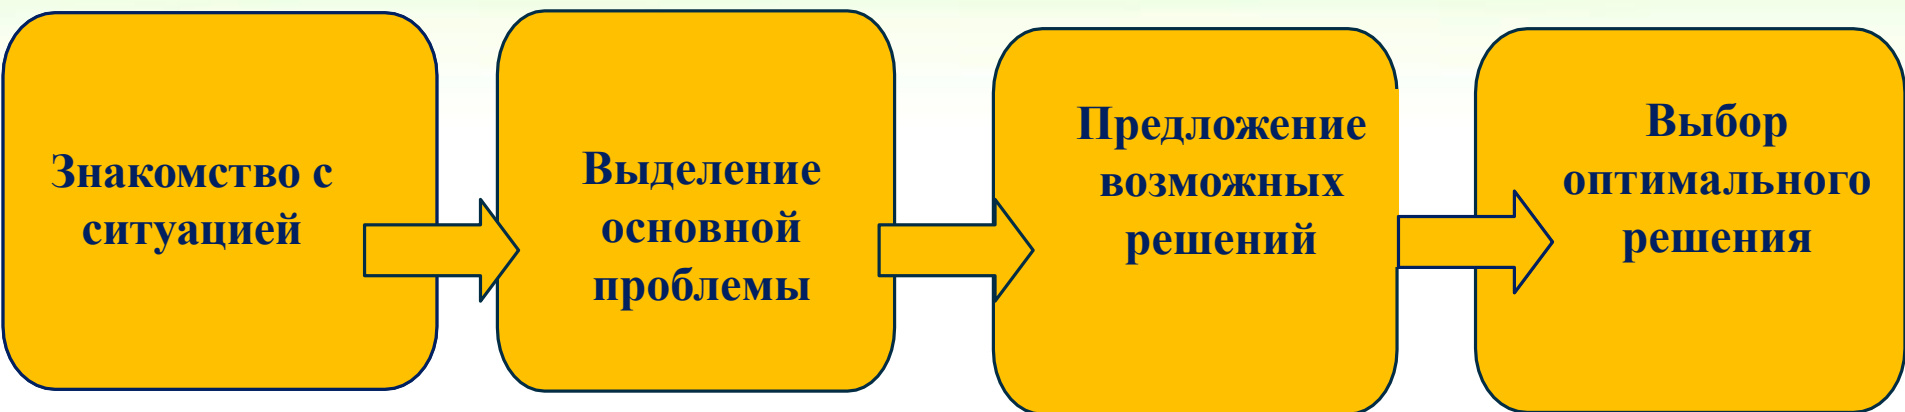 Знакомство с
ситуацией
Выделение
основной
проблемы
Предложение
возможных
решений
Выбор
оптимального
решения